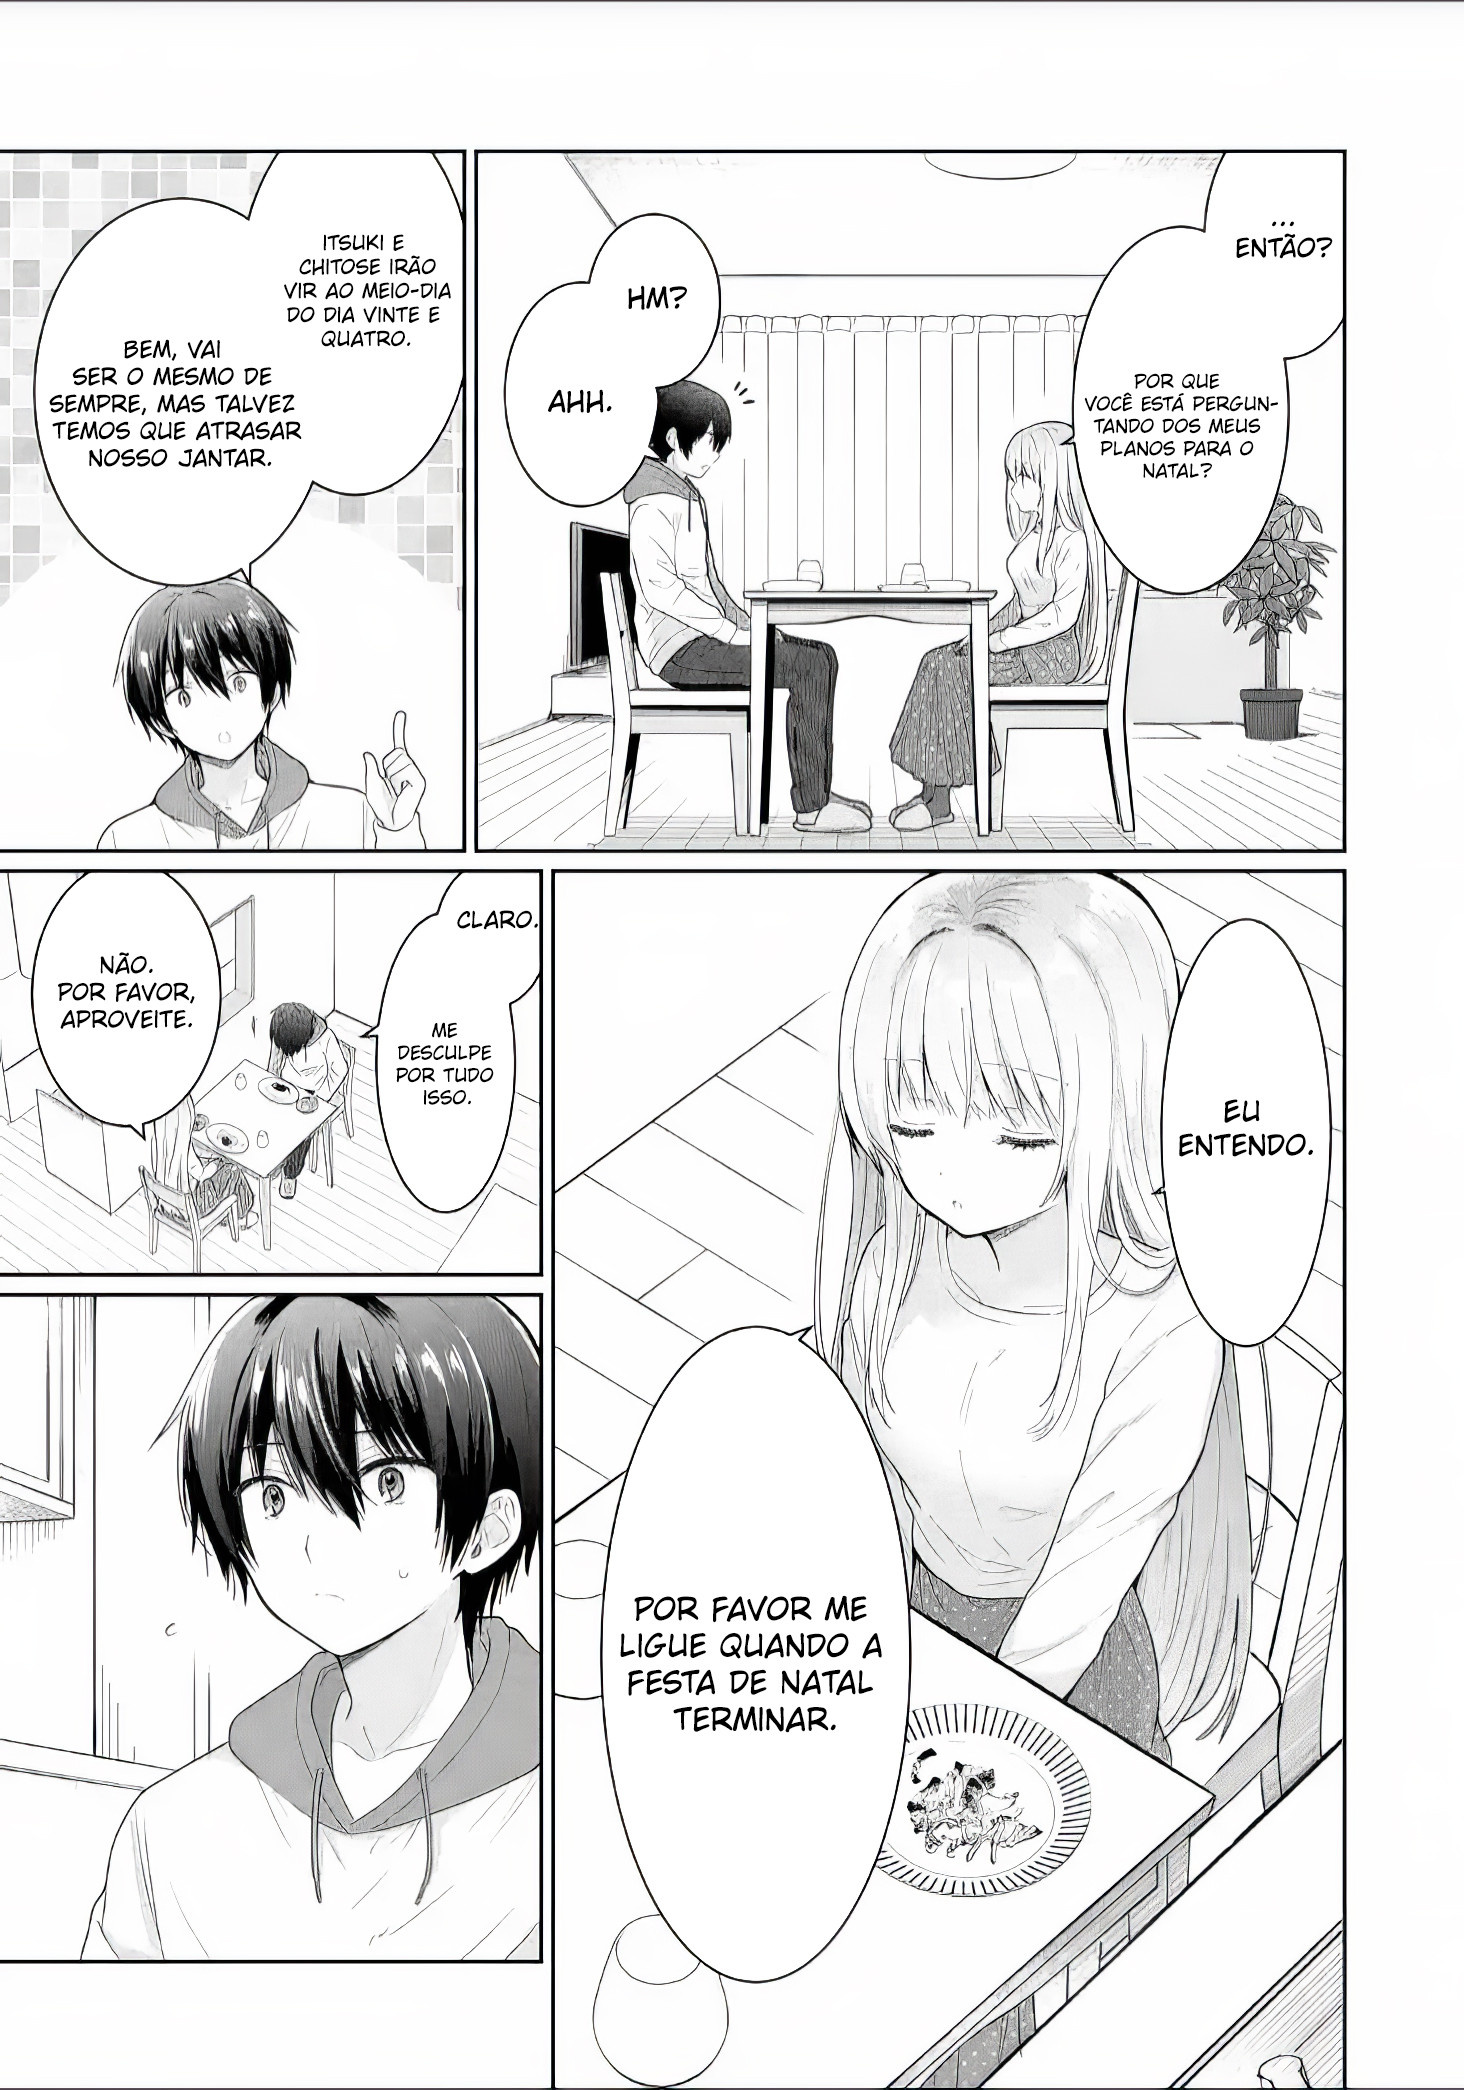 ...
ENTÃO?
POR QUE
VOCÊ ESTÁ PERGUN-
TANDO DOS MEUS
PLANOS PARA O
NATAL?
HM?
AHH.
ITSUKI E
CHITOSE IRÃO
VIR AO MEIO-DIA
DO DIA VINTE E
QUATRO.
BEM, VAI
SER O MESMO DE
SEMPRE, MAS TALVEZ
TEMOS QUE ATRASAR
NOSSO JANTAR.
EU
ENTENDO.
POR FAVOR ME
LIGUE QUANDO A
FESTA DE NATAL
TERMINAR.
CLARO.
ME
DESCULPE
POR TUDO
ISSO.
NÃO.
POR FAVOR,
APROVEITE.